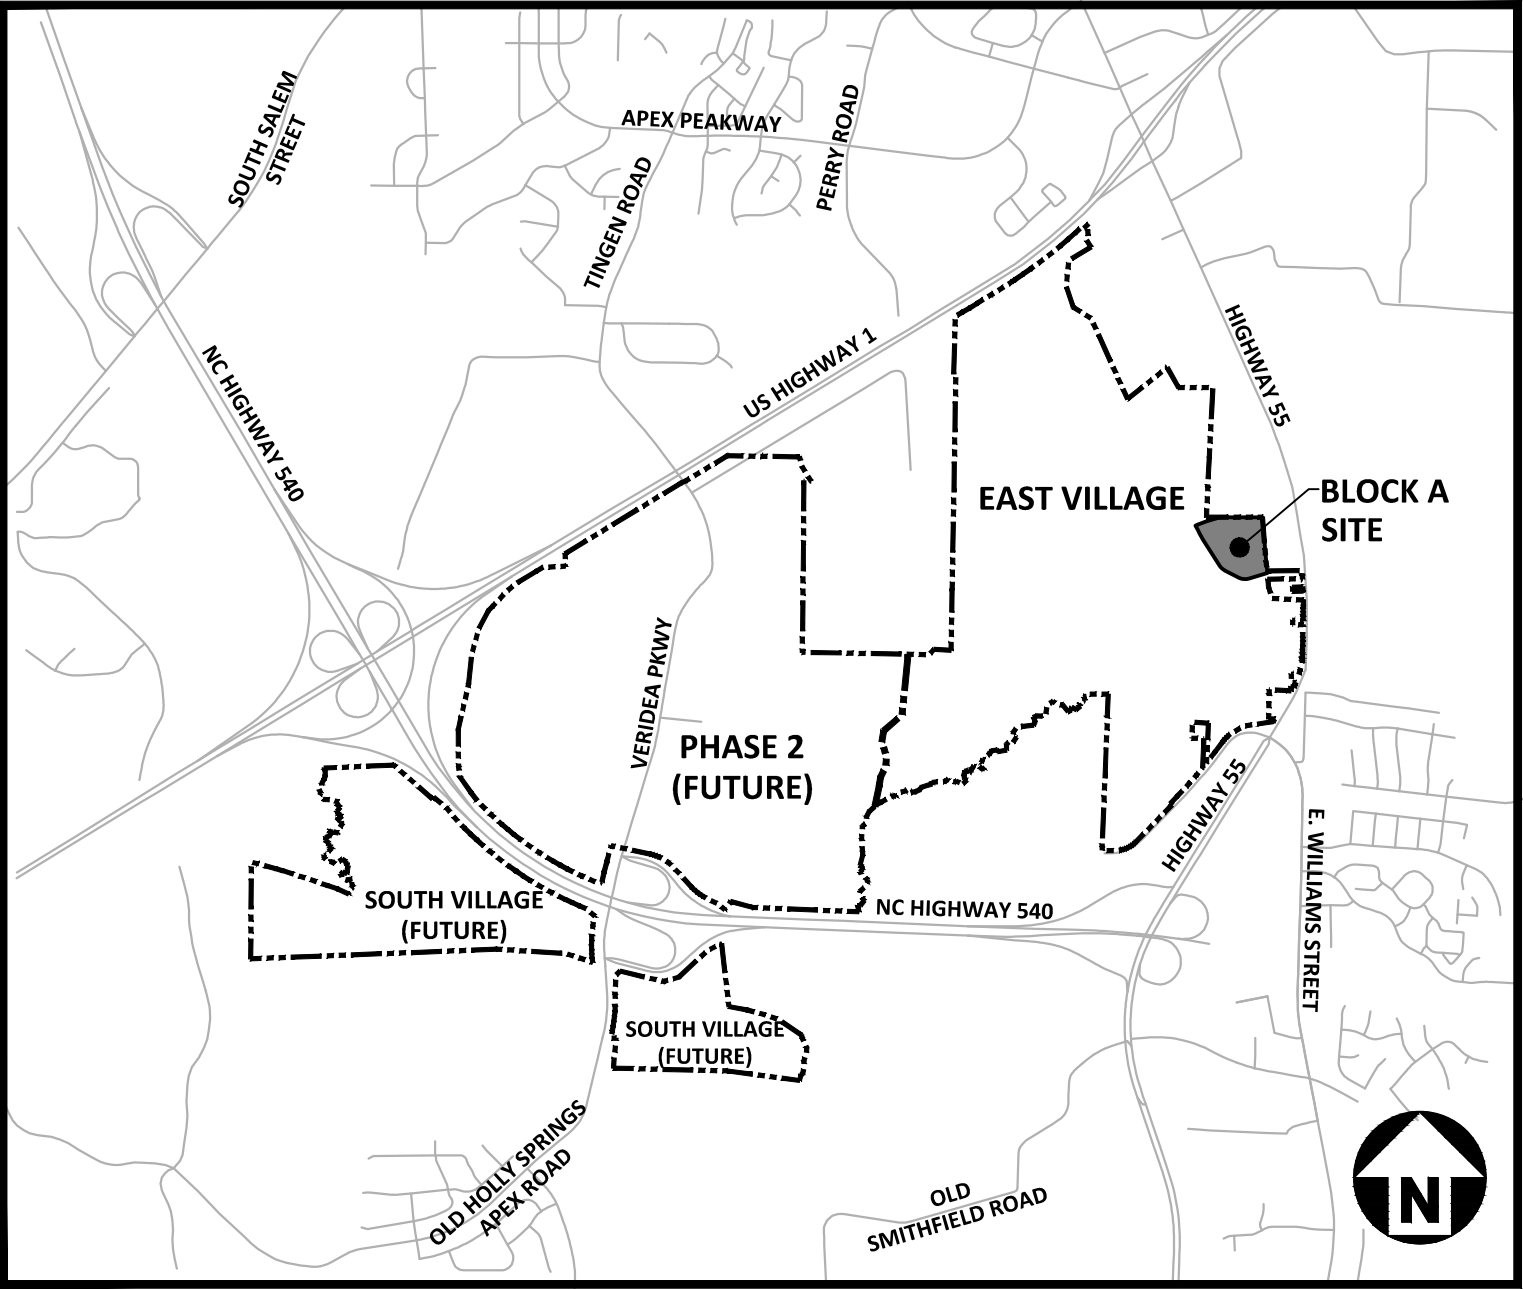 SOUTH SALEM
STREET
APEX PEAKWAY
PERRY ROAD
TINGEN ROAD
NC HIGHWAY 540
US HIGHWAY 1
HIGHWAY 55
EAST VILLAGE
BLOCK A
SITE
VERIDEA PKWY
PHASE 2
(FUTURE)
HIGHWAY 55
E. WILLIAMS STREET
SOUTH VILLAGE
(FUTURE)
NC HIGHWAY 540
SOUTH VILLAGE
(FUTURE)
OLD HOLLY SPRINGS
APEX ROAD
OLD
SMITHFIELD ROAD
N